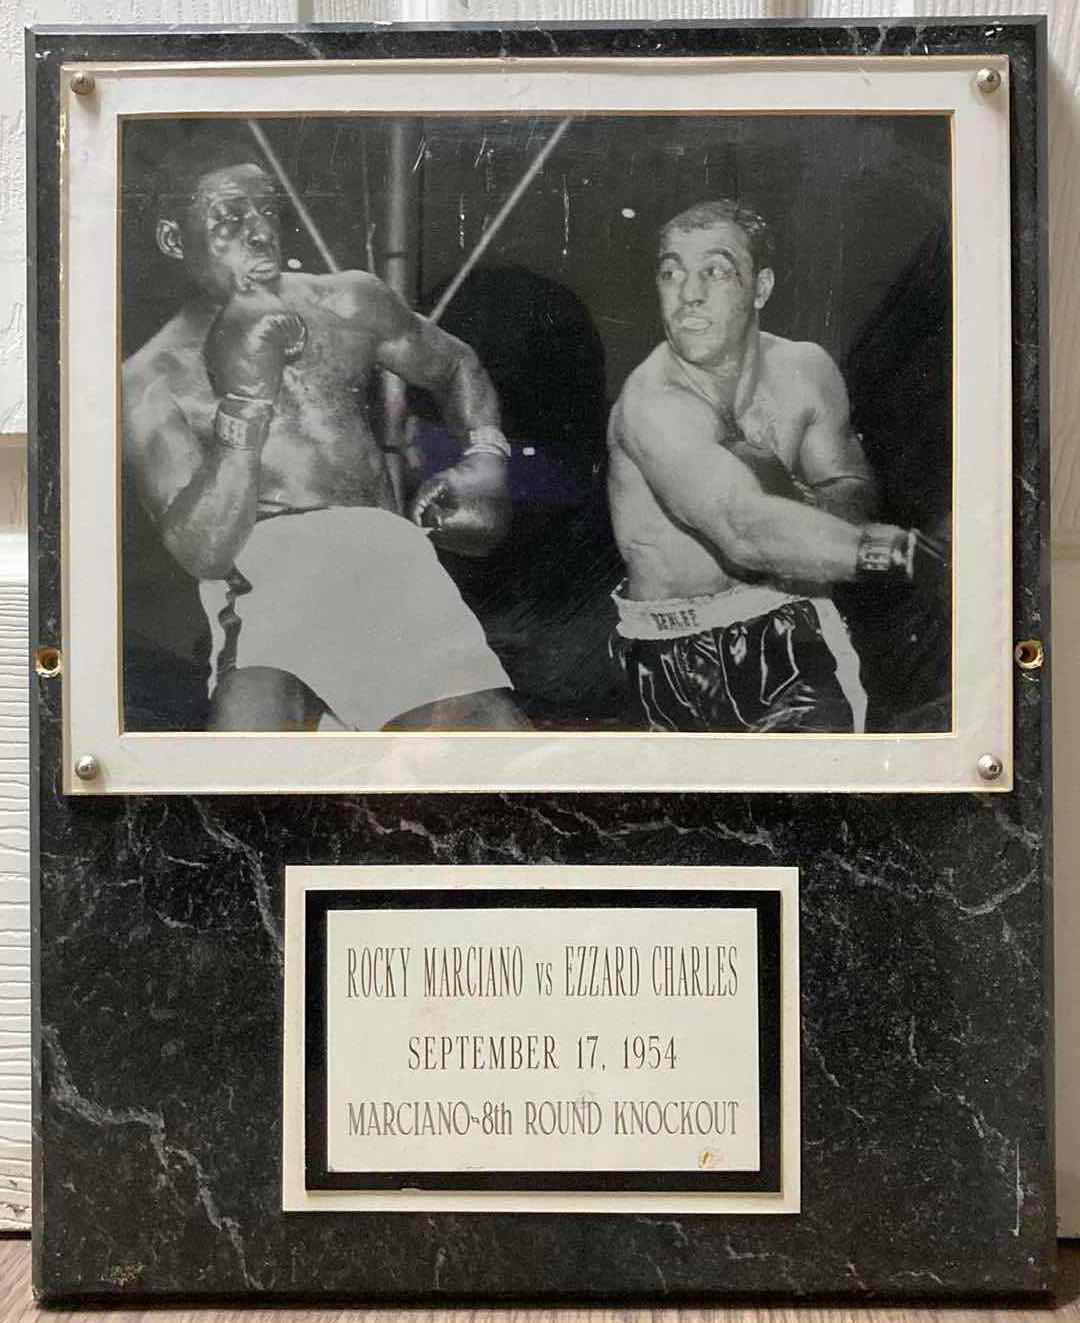 ROCKY MARCIANO vs EZZARD CHARLES
SEPTEMBER 17, 1954
MARCIANO-8th ROUND KNOCKOUT